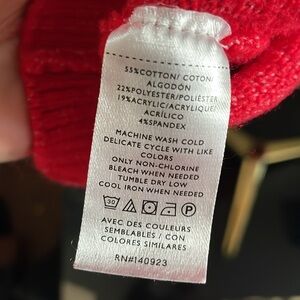 55%COTTON/ COTON/
ALGODÓN
22%POLYESTER/POLIÉSTER
19%ACRYLIC/ACRYLIQUE/
ACRÍLICO
4%SPANDEX
MACHINE WASH COLD
DELICATE CYCLE WITH LIKE
COLORS
ONLY NON-CHLORINE
BLEACH WHEN NEEDED
TUMBLE DRY LOW
COOL IRON WHEN NEEDED
30 P
AVEC DES COULEURS
SEMBLABLES / CON
COLORES SIMILARES
RN#140923